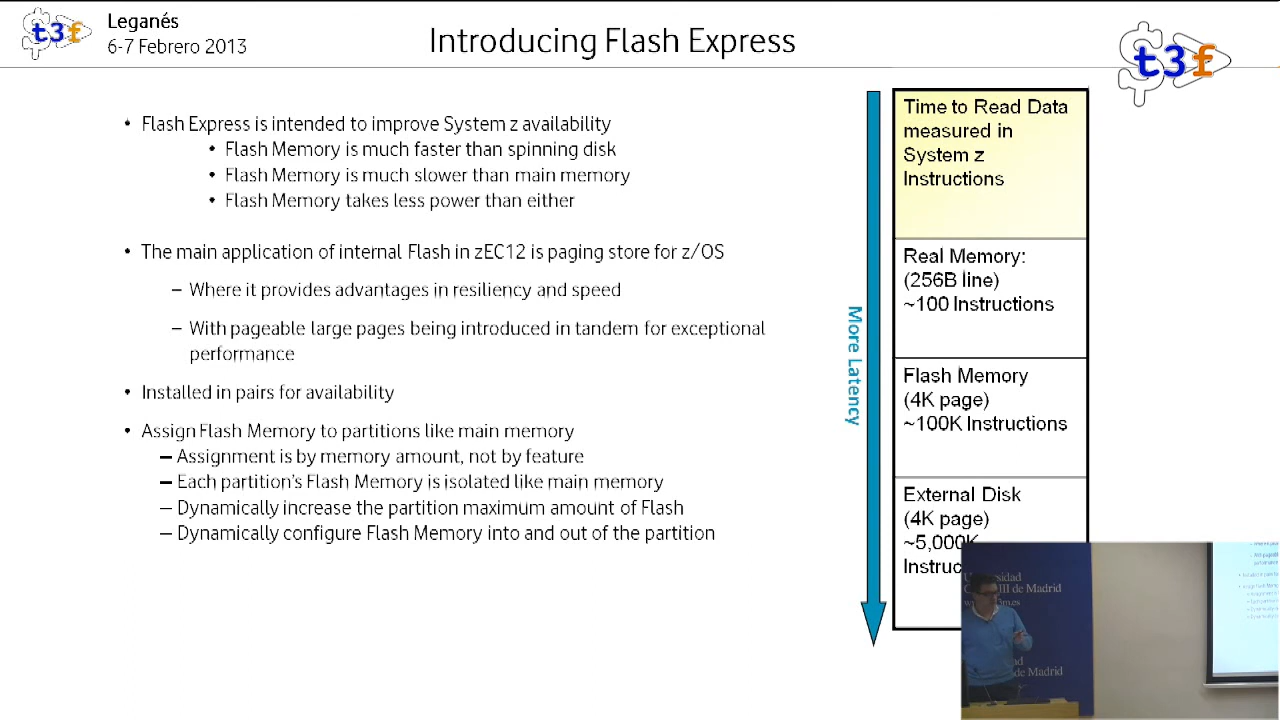 t3f
Leganés
6-7 Febrero 2013
Introducing Flash Express
t3f
• Flash Express is intended to improve System z availability
• Flash Memory is much faster than spinning disk
• Flash Memory is much slower than main memory
• Flash Memory takes less power than either
• The main application of internal Flash in zEC12 is paging store for z/OS
– Where it provides advantages in resiliency and speed
– With pageable large pages being introduced in tandem for exceptional
performance
• Installed in pairs for availability
• Assign Flash Memory to partitions like main memory
– Assignment is by memory amount, not by feature
– Each partition's Flash Memory is isolated like main memory
– Dynamically increase the partition maximum amount of Flash
– Dynamically configure Flash Memory into and out of the partition
More Latency
Time to Read Data
measured in
System z
Instructions
Real Memory:
(256B line)
~100 Instructions
Flash Memory
(4K page)
~100K Instructions
External Disk
(4K page)
~5,000K
III de Madrid
de Madrid